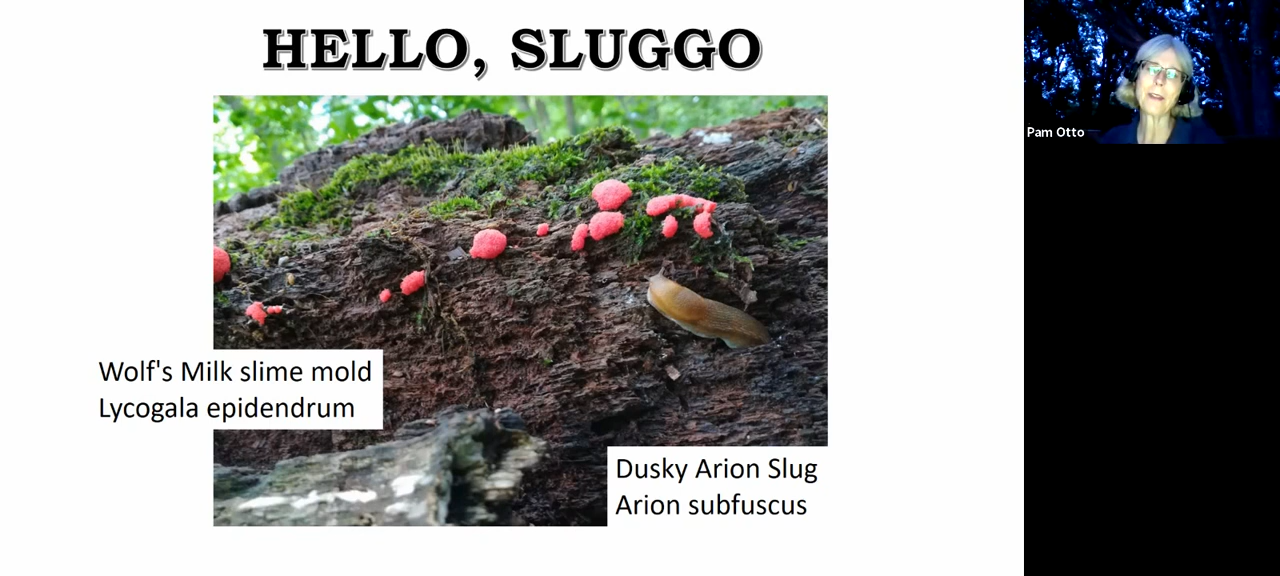 HELLO, SLUGGO
Pam Otto
Wolf's Milk slime mold
Lycogala epidendrum
Dusky Arion Slug
Arion subfuscus